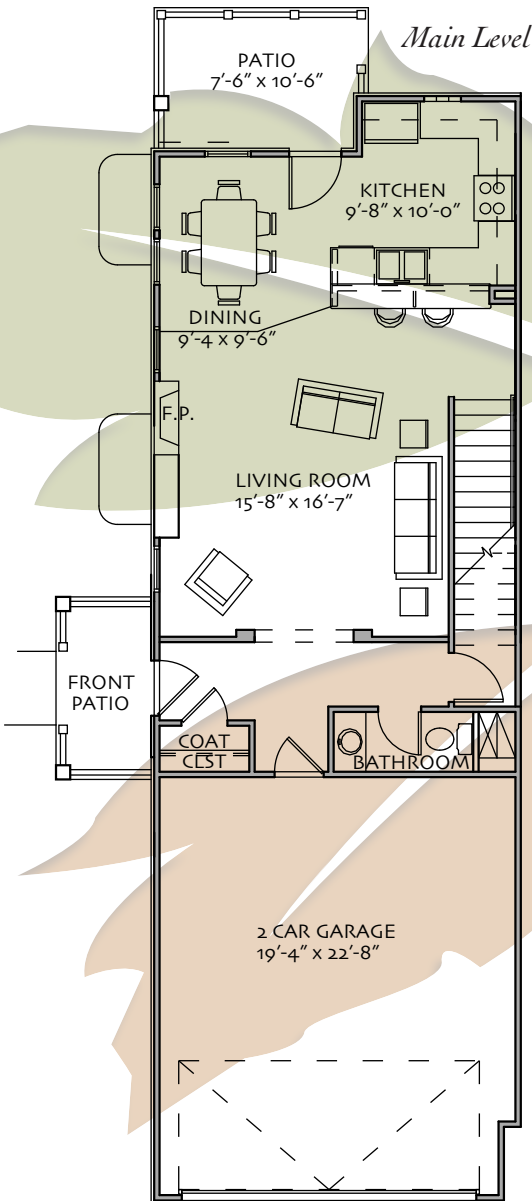 Main Level
PATIO
7'-6" x 10'-6"
KITCHEN
9'-8" x 10'-0"
DINING
9'-4 x 9'-6"
F.P.
LIVING ROOM
15'-8" x 16'-7"
FRONT
PATIO
COAT
CLST
BATHROOM
2 CAR GARAGE
19'-4" x 22'-8"